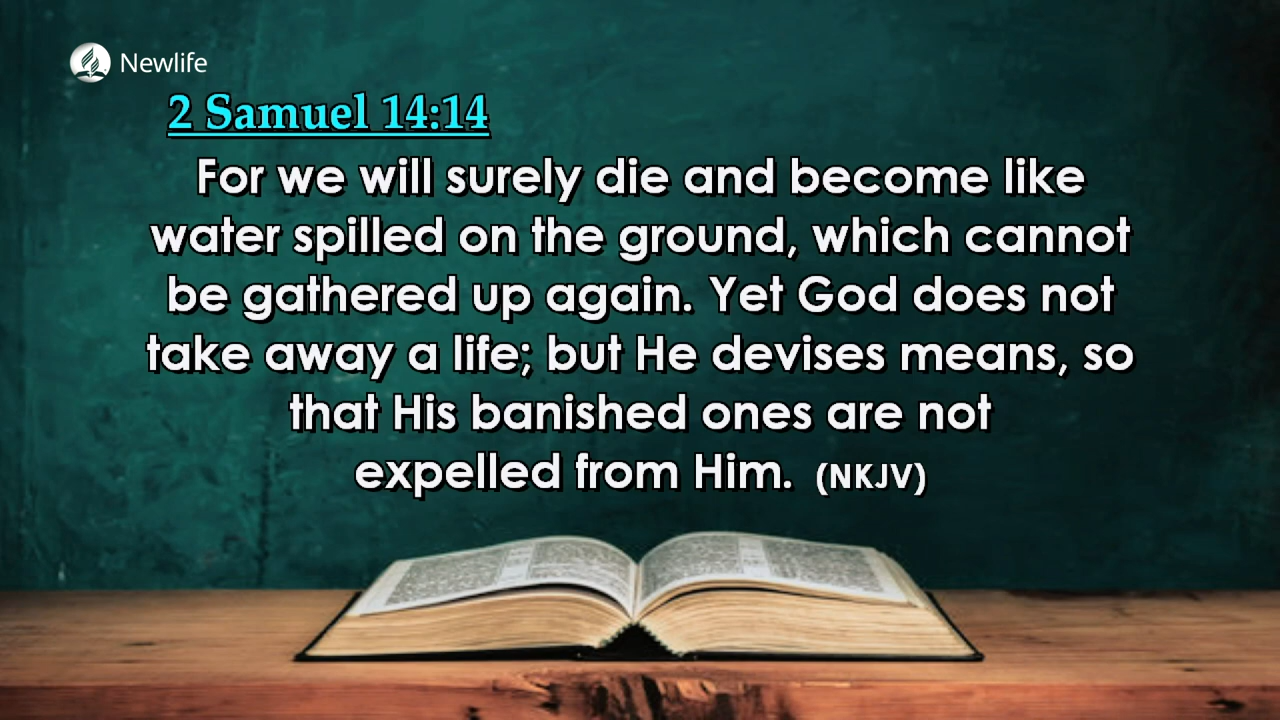 Newlife
2 Samuel 14:14
For we will surely die and become like
water spilled on the ground, which cannot
be gathered up again. Yet God does not
take away a life; but He devises means, so
that His banished ones are not
expelled from Him. (NKJV)